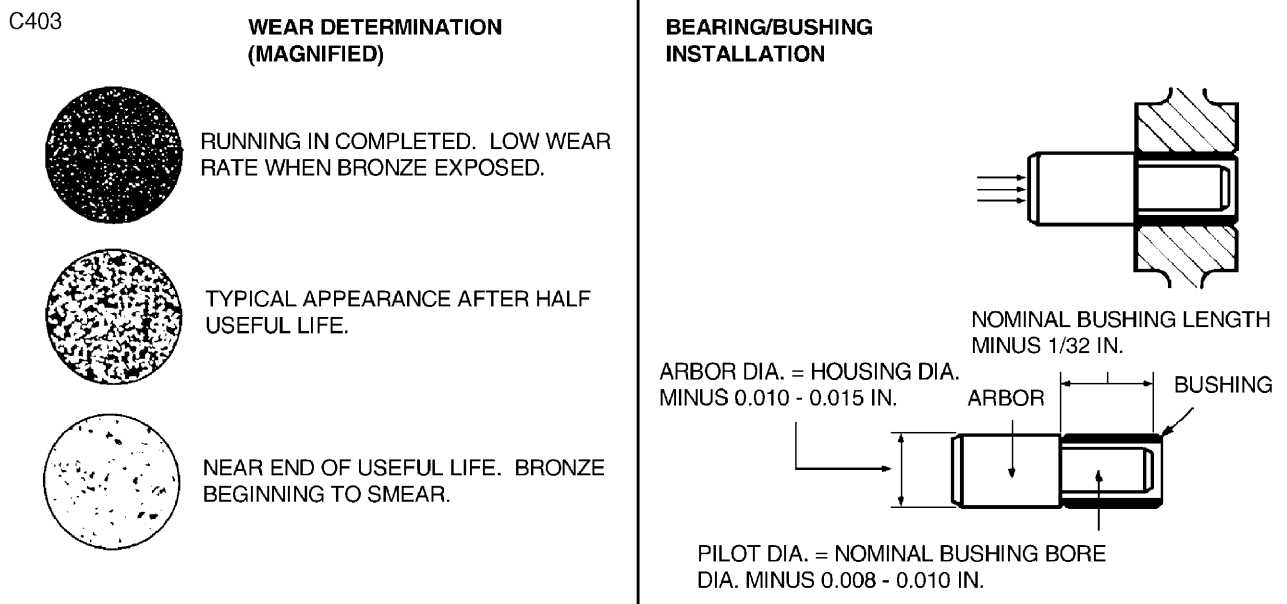 C403
WEAR DETERMINATION
(MAGNIFIED)
RUNNING IN COMPLETED. LOW WEAR
RATE WHEN BRONZE EXPOSED.
TYPICAL APPEARANCE AFTER HALF
USEFUL LIFE.
NEAR END OF USEFUL LIFE. BRONZE
BEGINNING TO SMEAR.
BEARING/BUSHING
INSTALLATION
NOMINAL BUSHING LENGTH
MINUS 1/32 IN.
ARBOR DIA. = HOUSING DIA.
MINUS 0.010 - 0.015 IN.
ARBOR
BUSHING
PILOT DIA. = NOMINAL BUSHING BORE
DIA. MINUS 0.008 - 0.010 IN.